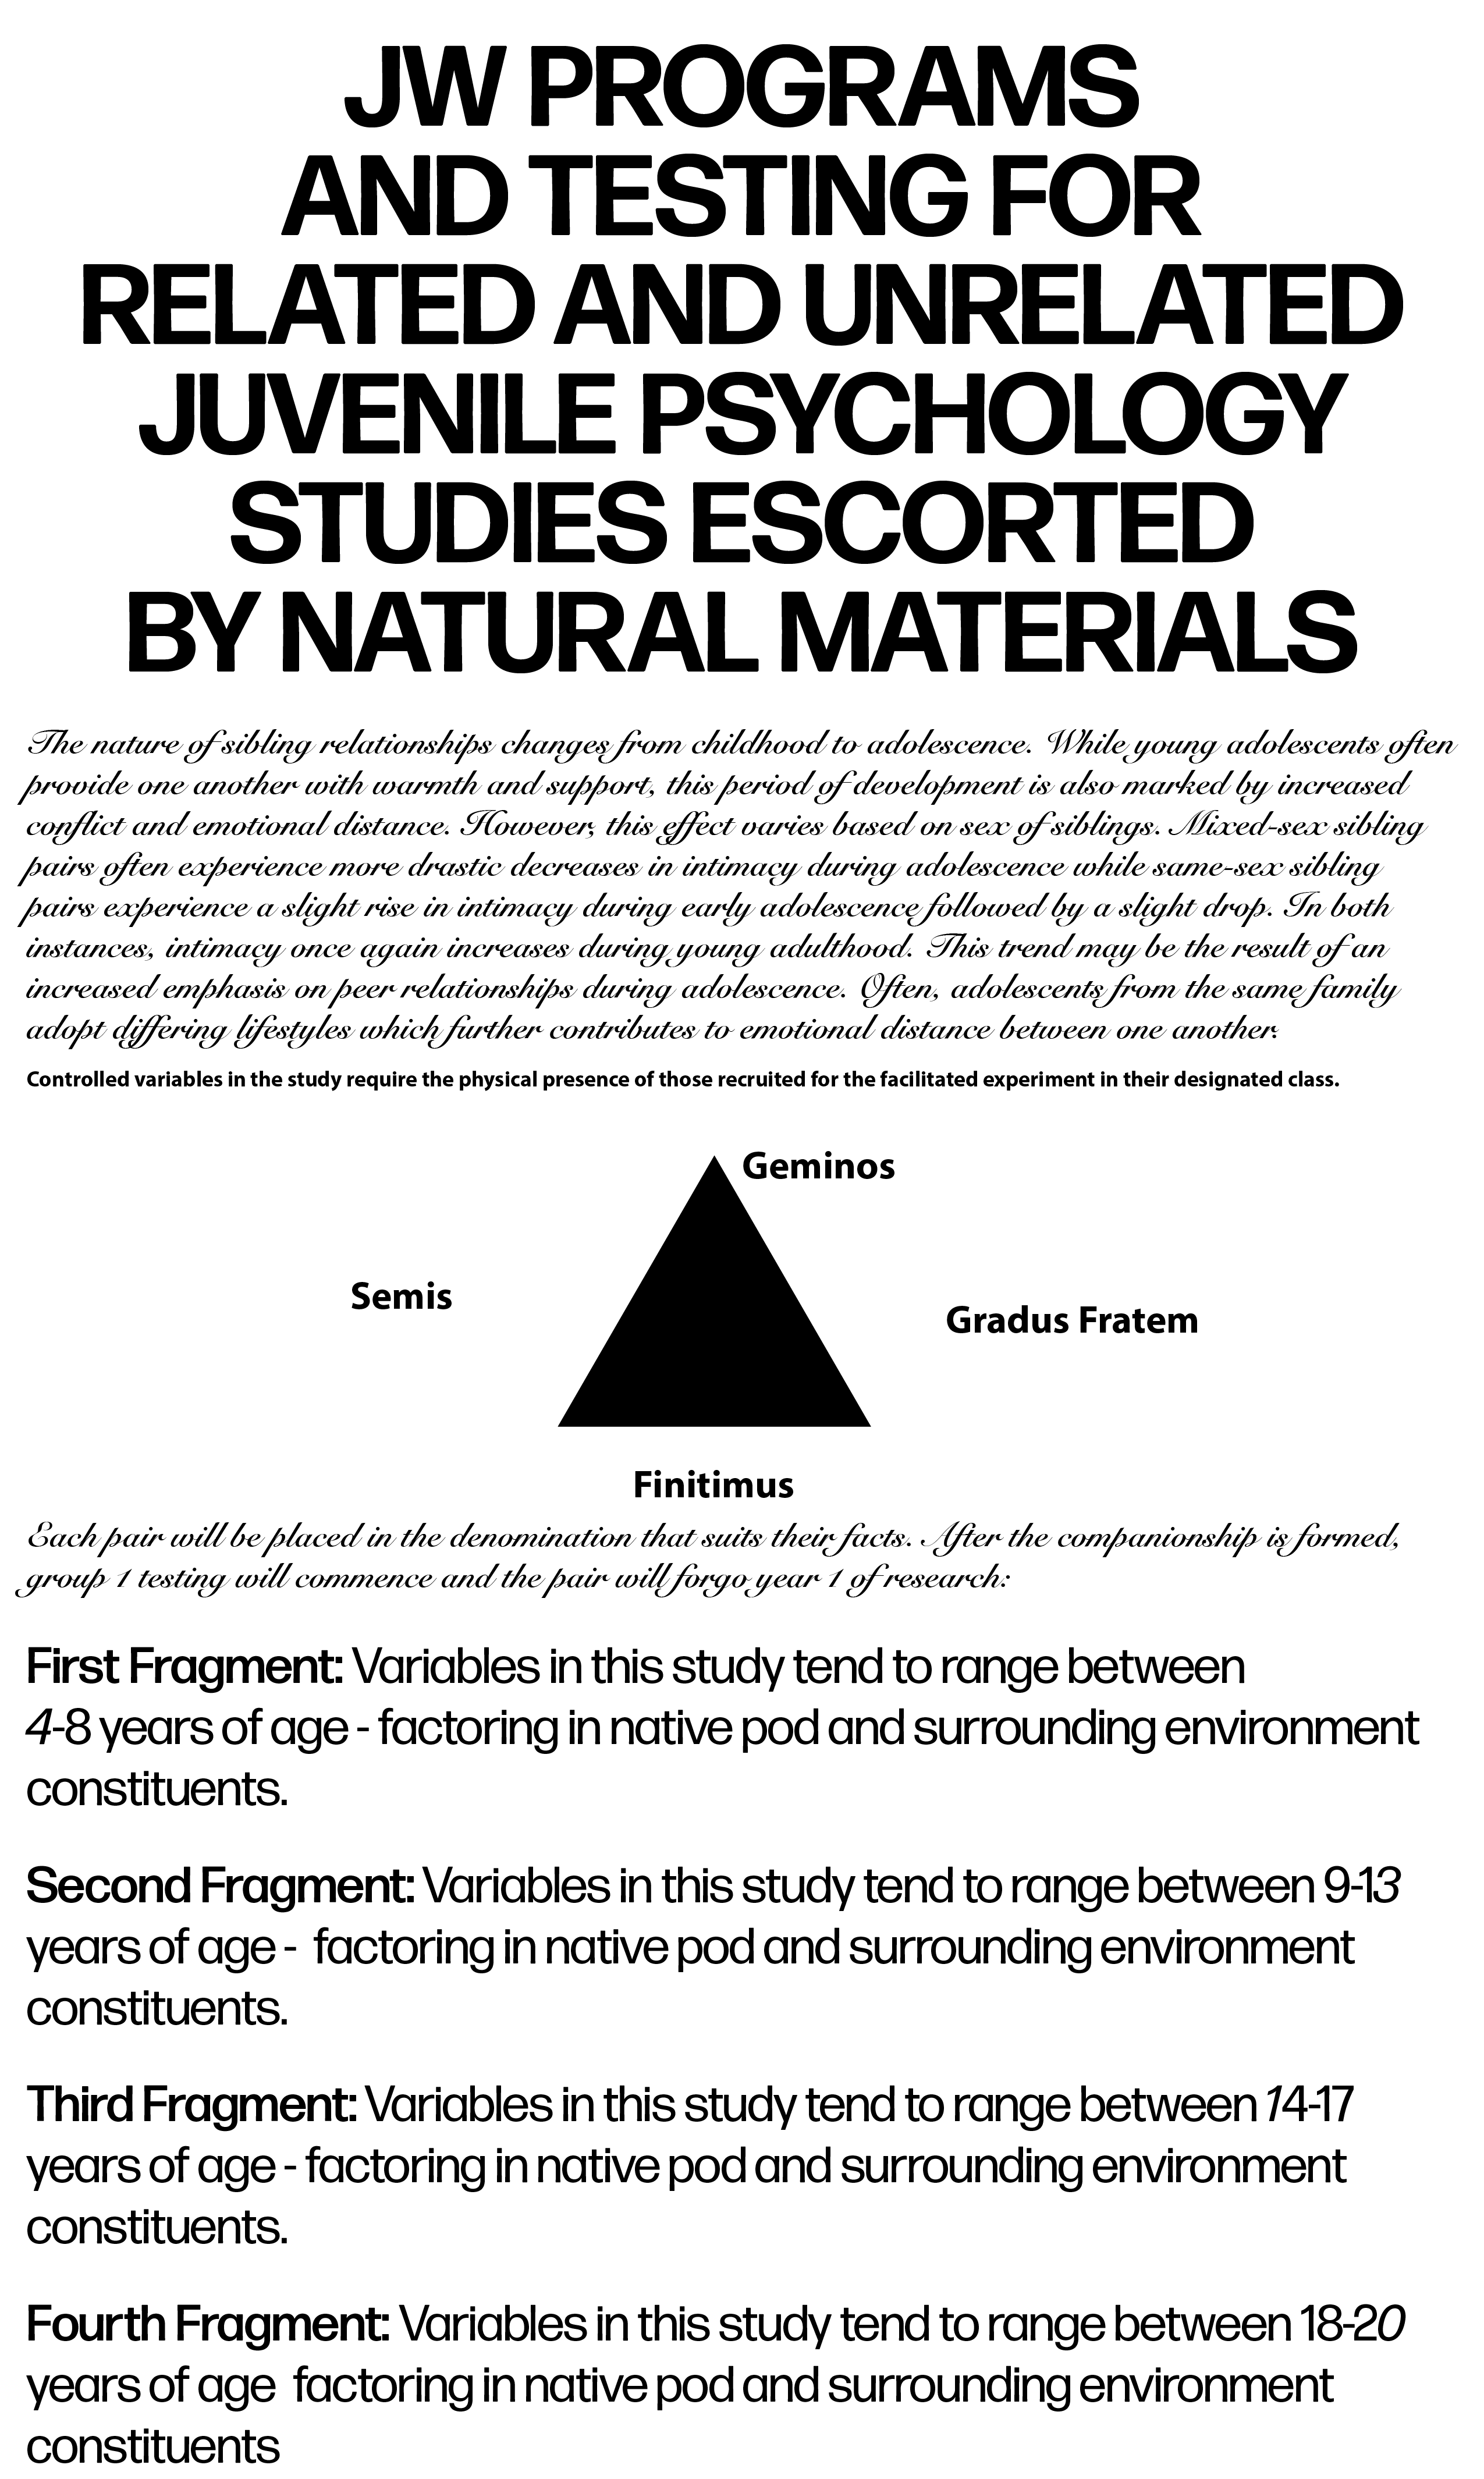 JW PROGRAMS
AND TESTING FOR
RELATED AND UNRELATED
JUVENILE PSYCHOLOGY
STUDIES ESCORTED
BY NATURAL MATERIALS
The nature of sibling relationships changes from childhood to adolescence. While young adolescents often
provide one another with warmth and support, this period of development is also marked by increased
conflict and emotional distance. However, this effect varies based on sex of siblings. Mixed-sex sibling
pairs often experience more drastic decreases in intimacy during adolescence while same-sex sibling
pairs experience a slight rise in intimacy during early adolescence followed by a slight drop. In both
instances, intimacy once again increases during young adulthood. This trend may be the result of an
increased emphasis on peer relationships during adolescence. Often, adolescents from the same family
adopt differing lifestyles which further contributes to emotional distance between one another.
Controlled variables in the study require the physical presence of those recruited for the facilitated experiment in their designated class.
Geminos
Semis
Gradus Fratem
Finitimus
Each pair will be placed in the denomination that suits their facts. After the companionship is formed,
group 1 testing will commence and the pair will forgo year 1 of research:
First Fragment: Variables in this study tend to range between
4-8 years of age - factoring in native pod and surrounding environment
constituents.
Second Fragment: Variables in this study tend to range between 9-13
years of age -  factoring in native pod and surrounding environment
constituents.
Third Fragment: Variables in this study tend to range between 14-17
years of age - factoring in native pod and surrounding environment
constituents.
Fourth Fragment: Variables in this study tend to range between 18-20
years of age  factoring in native pod and surrounding environment
constituents